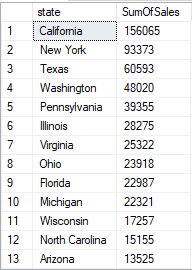 state SumOfSales
1 California 156065
2 New York 93373
3 Texas 60593
4 Washington 48020
5 Pennsylvania 39355
6 Illinois 28275
7 Virginia 25322
8 Ohio 23918
9 Florida 22987
10 Michigan 22321
11 Wisconsin 17257
12 North Carolina 15155
13 Arizona 13525